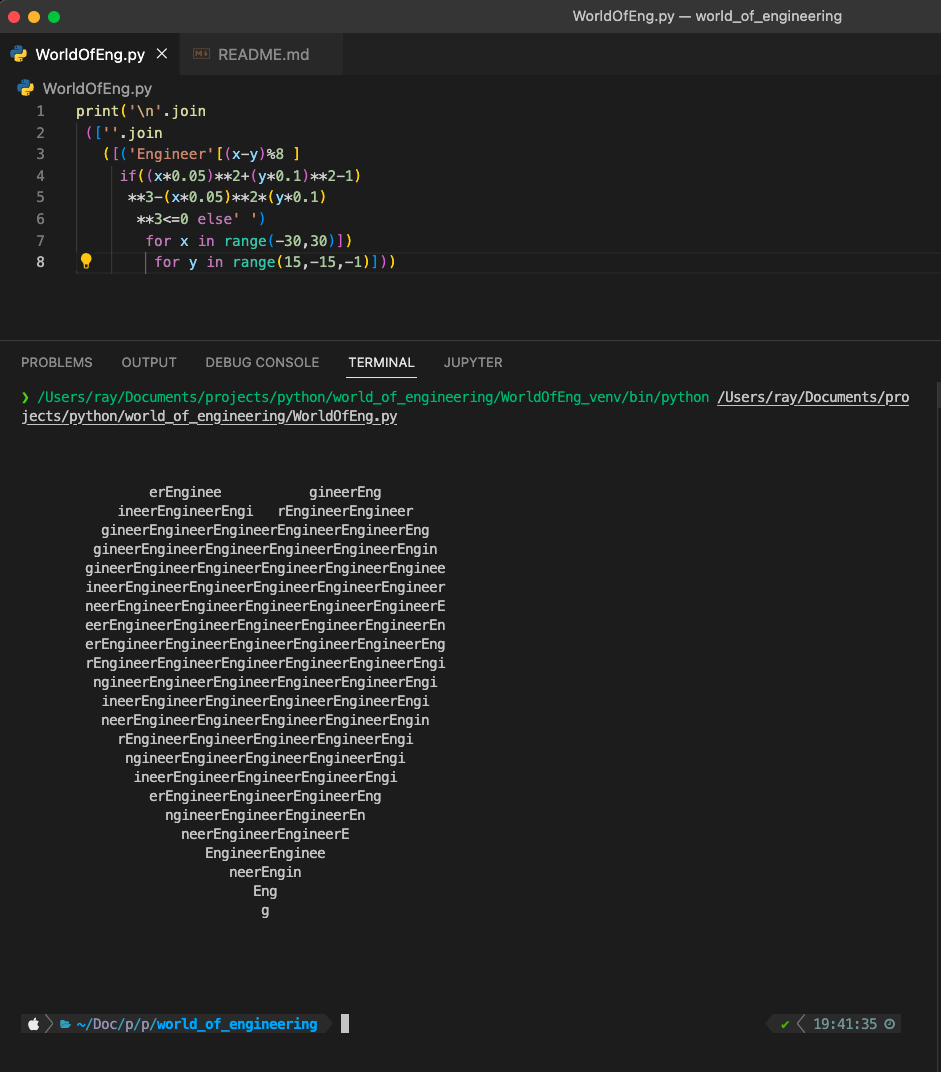 WorldOfEng.py — world_of_engineering
WorldOfEng.py × README.md
WorldOfEng.py
1 print('\n'.join
2 ([''.join
3 ([('Engineer'[(x-y)%8 ]
4 if((x*0.05)**2+(y*0.1)**2-1)
5 **3-(x*0.05)**2*(y*0.1)
6 **3<=0 else' ')
7 for x in range(-30,30)])
8 for y in range(15,-15,-1)]))
PROBLEMS OUTPUT DEBUG CONSOLE TERMINAL JUPYTER
❯ /Users/ray/Documents/projects/python/world_of_engineering/WorldOfEng_venv/bin/python /Users/ray/Documents/pro
jects/python/world_of_engineering/WorldOfEng.py
erEnginee gineerEng
ineerEngineerEngi rEngineerEngineer
gineerEngineerEngineerEngineerEngineerEng
gineerEngineerEngineerEngineerEngineerEngin
gineerEngineerEngineerEngineerEngineerEnginee
ineerEngineerEngineerEngineerEngineerEngineer
neerEngineerEngineerEngineerEngineerEngineerE
eerEngineerEngineerEngineerEngineerEngineerEn
erEngineerEngineerEngineerEngineerEngineerEng
rEngineerEngineerEngineerEngineerEngineerEngi
ngineerEngineerEngineerEngineerEngineerEngi
ineerEngineerEngineerEngineerEngineerEngi
neerEngineerEngineerEngineerEngineerEngin
rEngineerEngineerEngineerEngineerEngi
ngineerEngineerEngineerEngineerEngi
ineerEngineerEngineerEngineerEngi
erEngineerEngineerEngineerEng
ngineerEngineerEngineerEn
neerEngineerEngineerE
EngineerEnginee
neerEngin
Eng
g
~/Doc/p/p/world_of_engineering ✔ 19:41:35